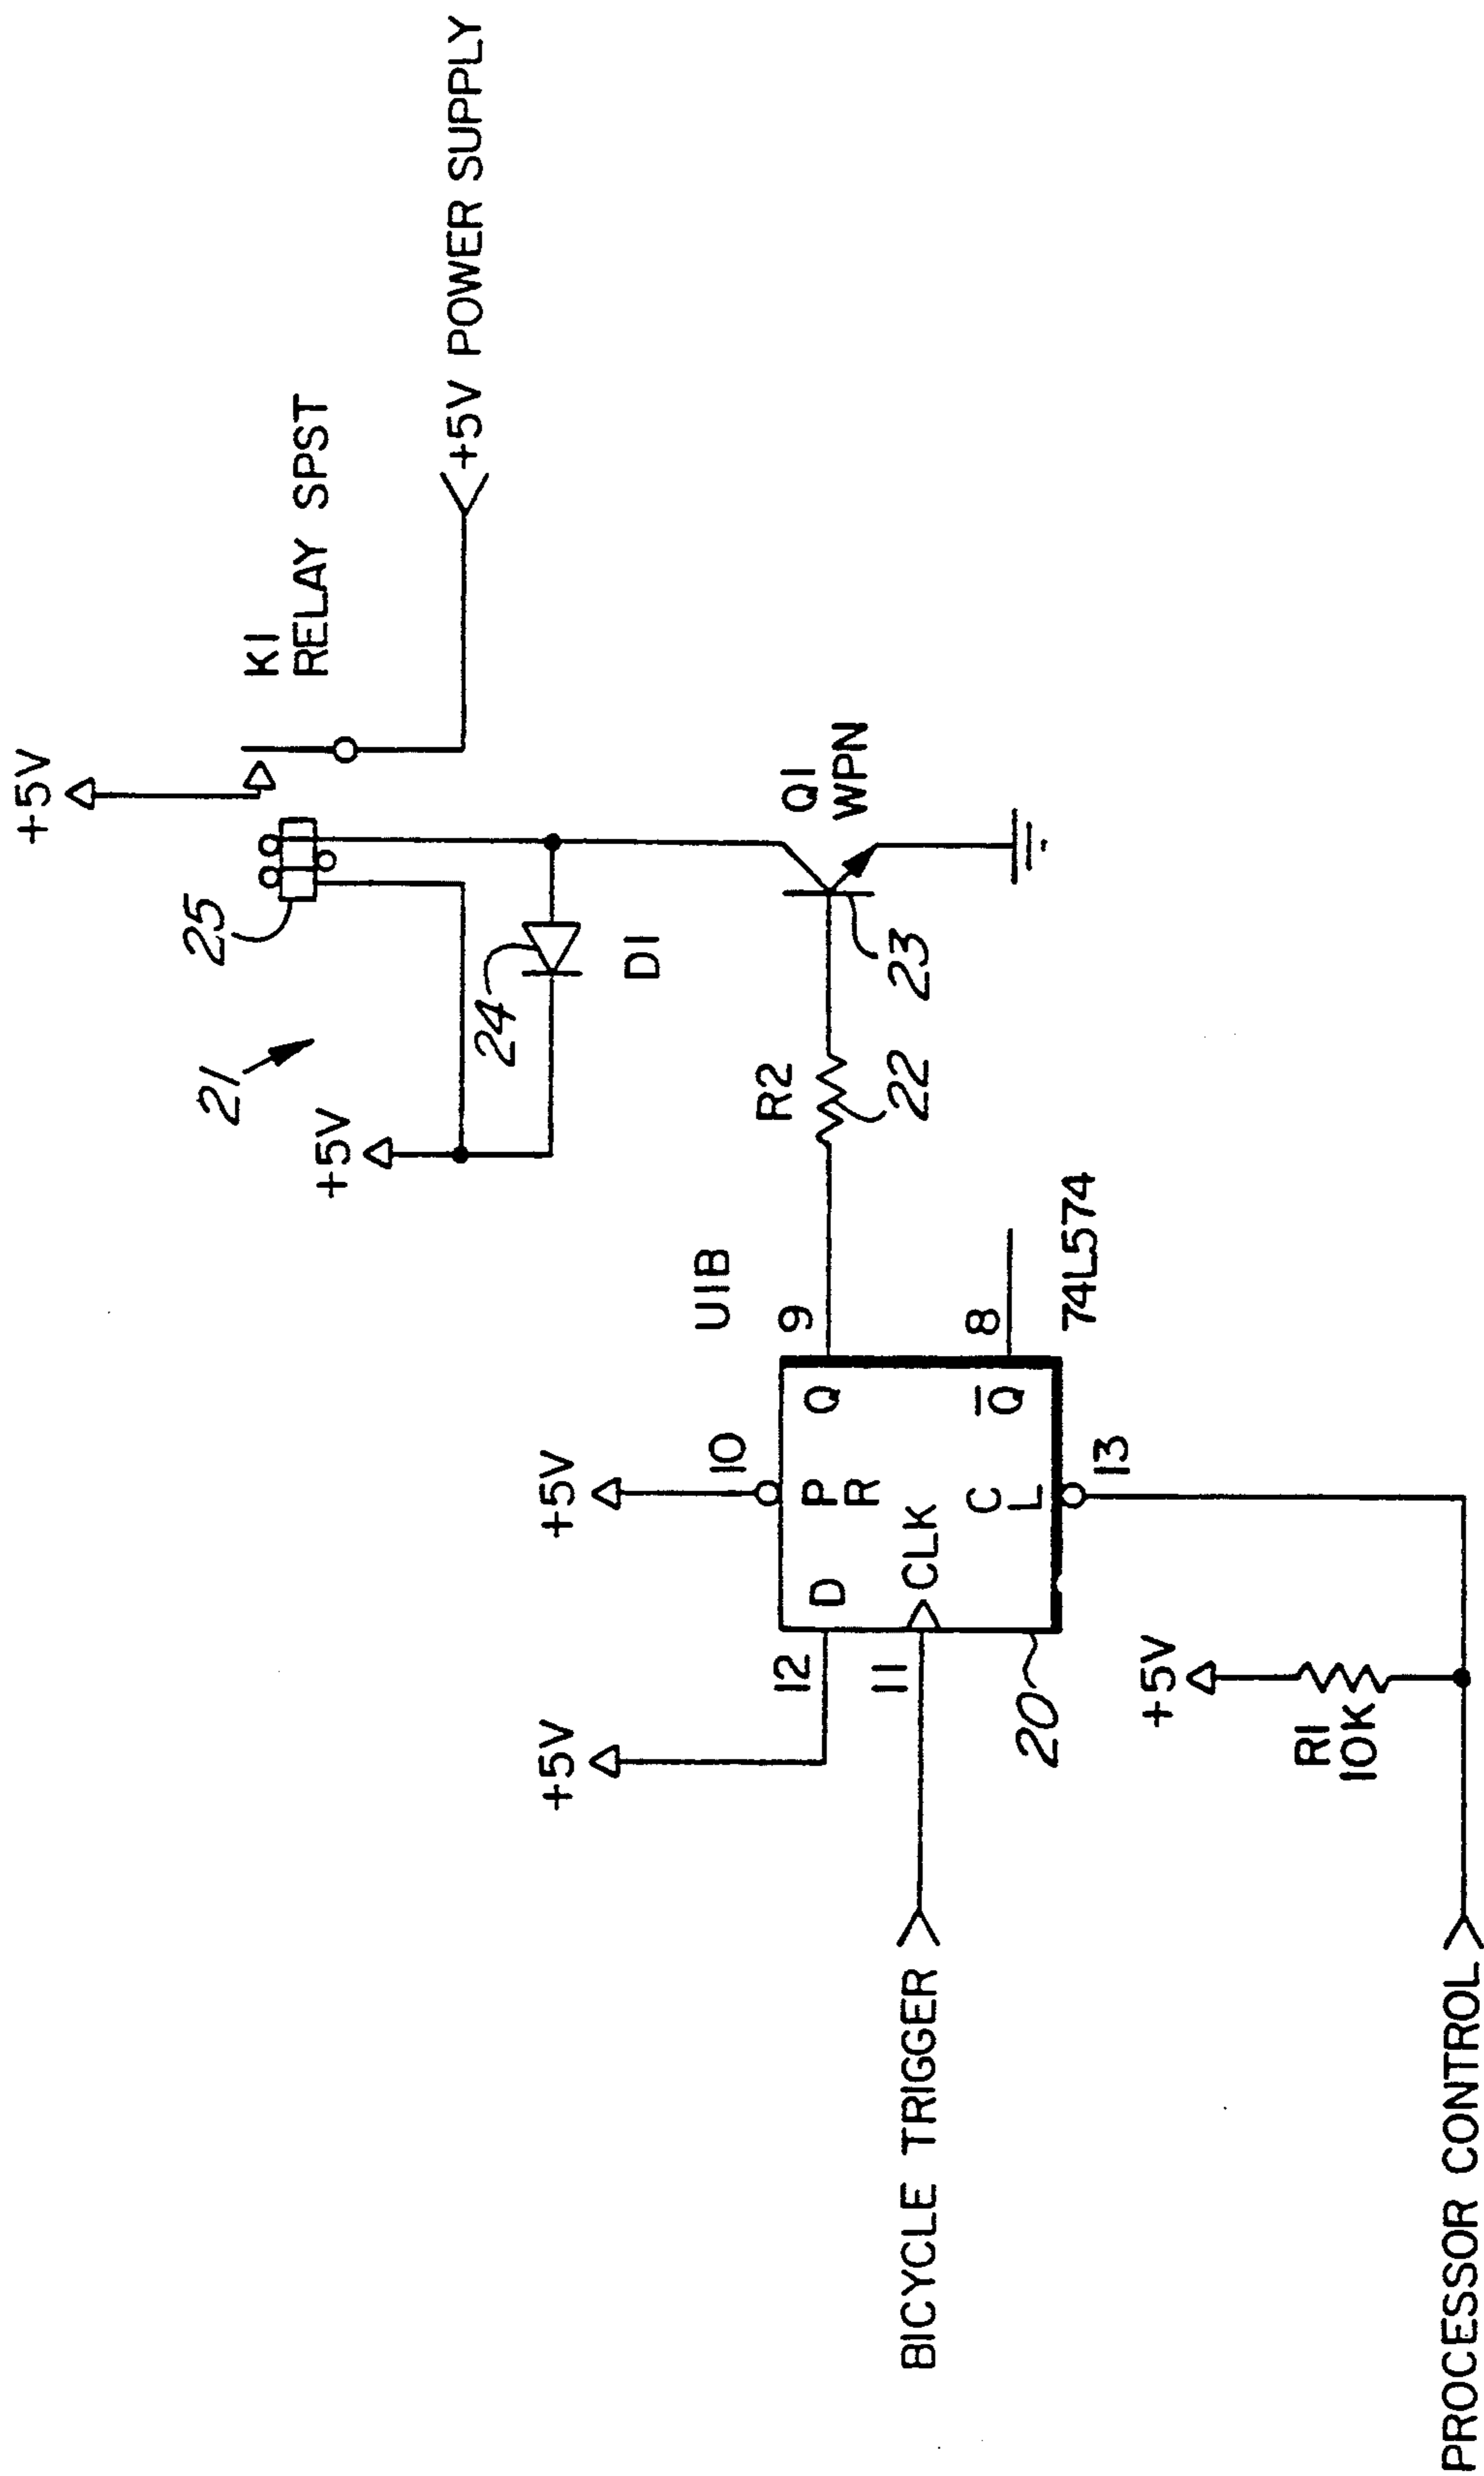 +5V
K1
RELAY SPST
25
21
+5V
+5V POWER SUPPLY
24
D1
+5V
+5V
U1B
R2
Q1
WPN
12
10
9
22
23
D
P
R
Q
BICYCLE TRIGGER
11
CLK
C
L
Q̅
8
20
13
74L574
+5V
R1
10K
PROCESSOR CONTROL